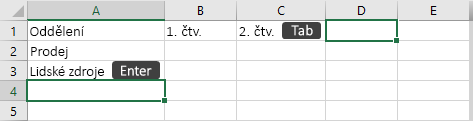 A B C D E
1 Oddělení 1. čtv. 2. čtv. Tab
2 Prodej
3 Lidské zdroje Enter
4
5